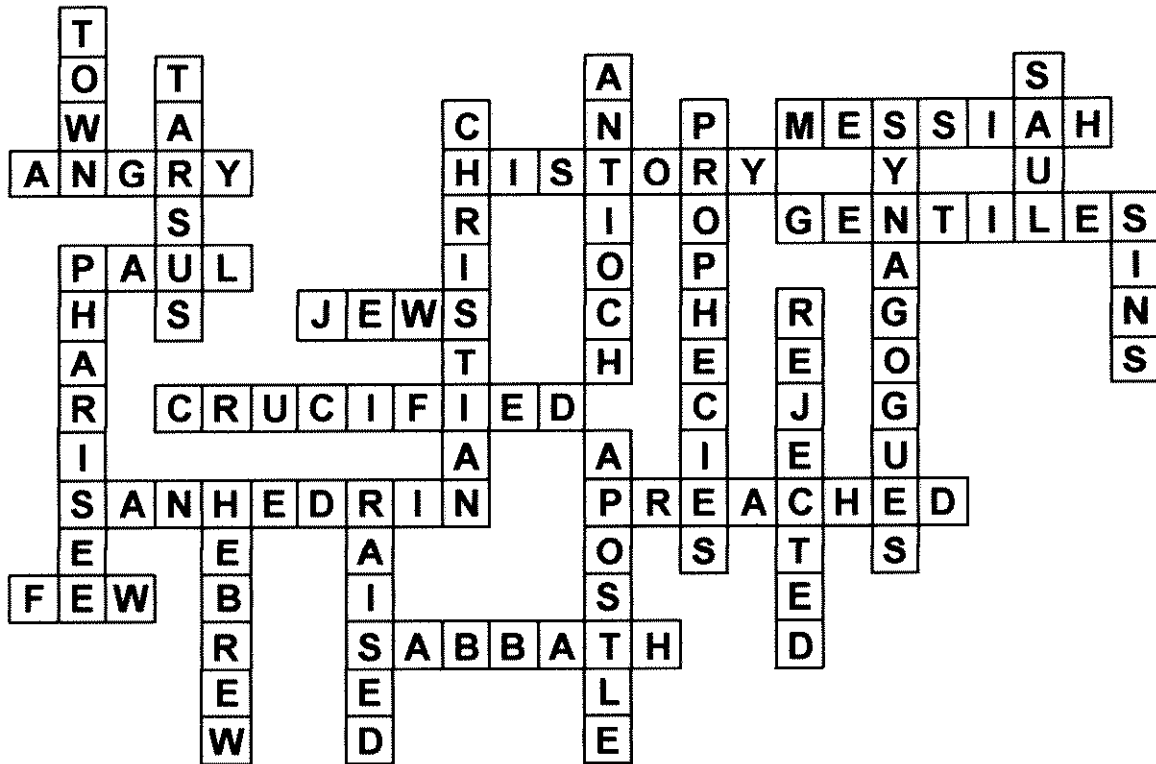 TOWN
TARSUS
ANTIOCH
SAUL
CHRISTIAN
PROPHECIES
MESSIAH
SYNAGOGUES
ANGRY
HISTORY
GENTILES
SINS
PHARISEE
PAUL
JEWS
REJECTED
CRUCIFIED
APOSTLE
SANHEDRIN
HEBREW
RAISED
PREACHED
FEW
SABBATH